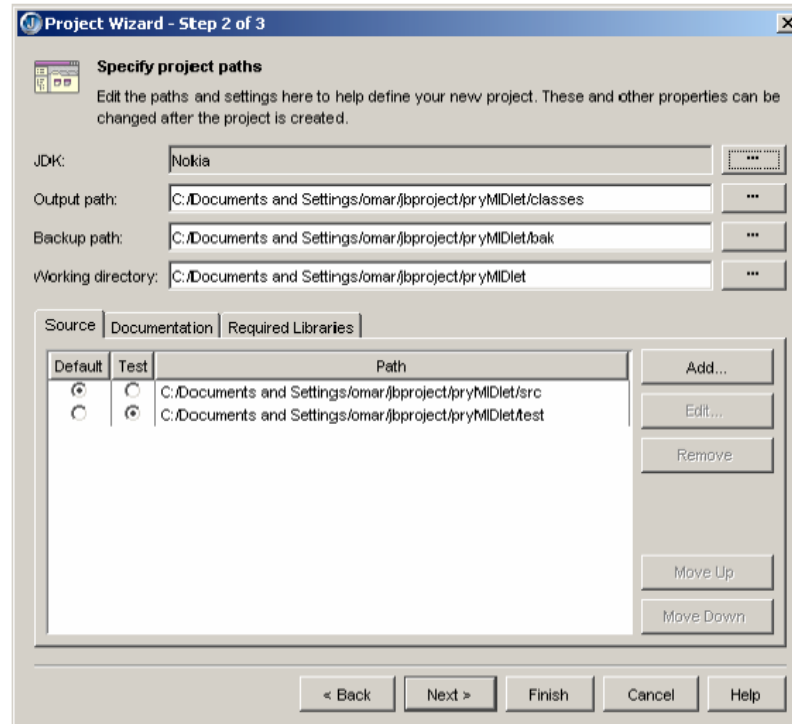 Project Wizard - Step 2 of 3
Specify project paths
Edit the paths and settings here to help define your new project. These and other properties can be
changed after the project is created.
JDK: Nokia ...
Output path: C:/Documents and Settings/omar/jbproject/pryMIDlet/classes ...
Backup path: C:/Documents and Settings/omar/jbproject/pryMIDlet/bak ...
Working directory: C:/Documents and Settings/omar/jbproject/pryMIDlet ...
Source Documentation Required Libraries
Default Test Path Add...
C:/Documents and Settings/omar/jbproject/pryMIDlet/src
C:/Documents and Settings/omar/jbproject/pryMIDlet/test Edit...
Remove
Move Up
Move Down
< Back Next > Finish Cancel Help